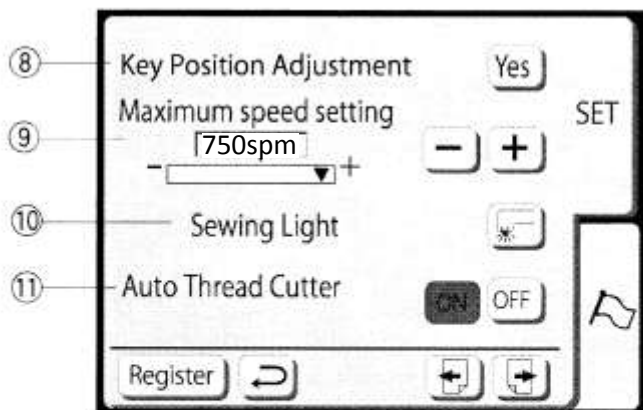 ⑧ Key Position Adjustment Yes
Maximum speed setting SET
⑨ 750spm
- + - +
⑩ Sewing Light
⑪ Auto Thread Cutter ON OFF
Register